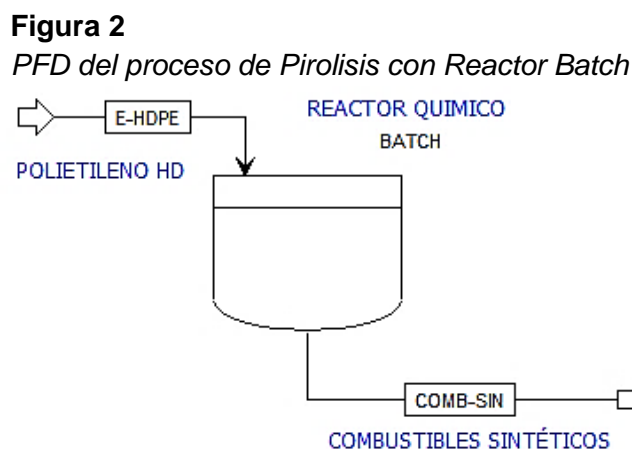 Figura 2
PFD del proceso de Pirolisis con Reactor Batch
E-HDPE
REACTOR QUIMICO
BATCH
POLIETILENO HD
COMB-SIN
COMBUSTIBLES SINTÉTICOS